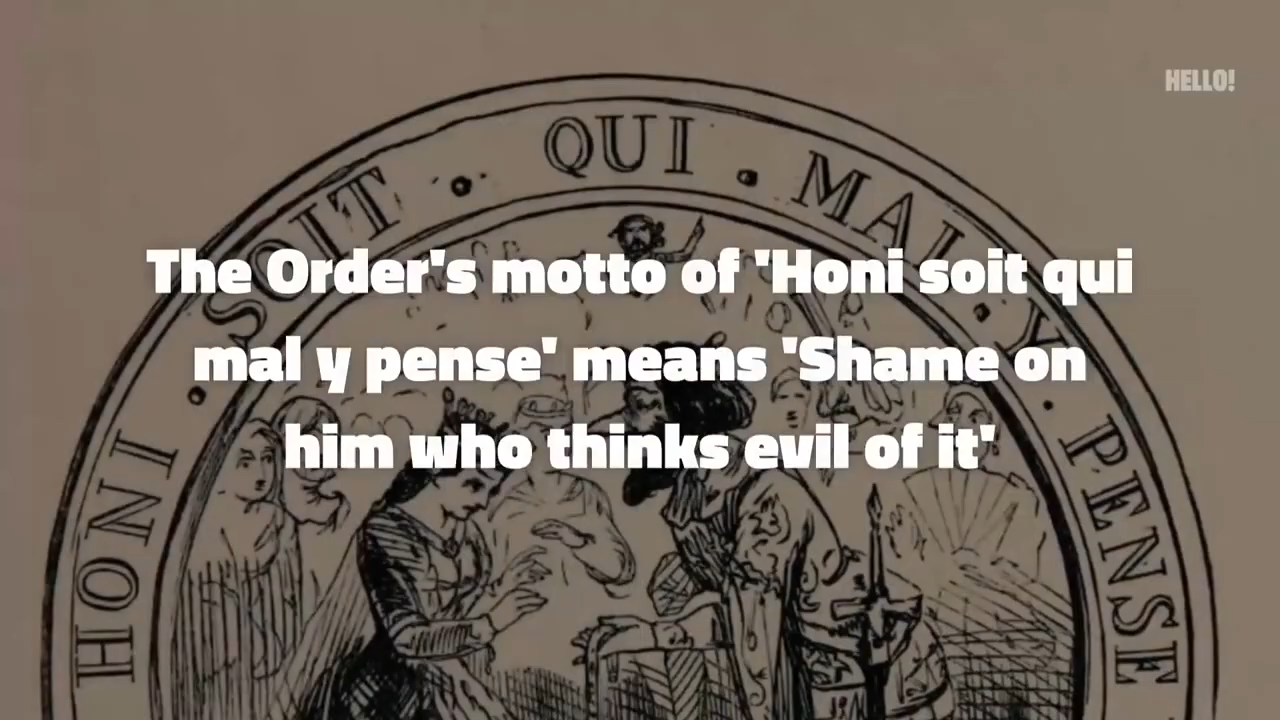 HELLO!
HONI . SOIT . QUI . MAL . Y . PENSE
The Order's motto of 'Honi soit qui
mal y pense' means 'Shame on
him who thinks evil of it'